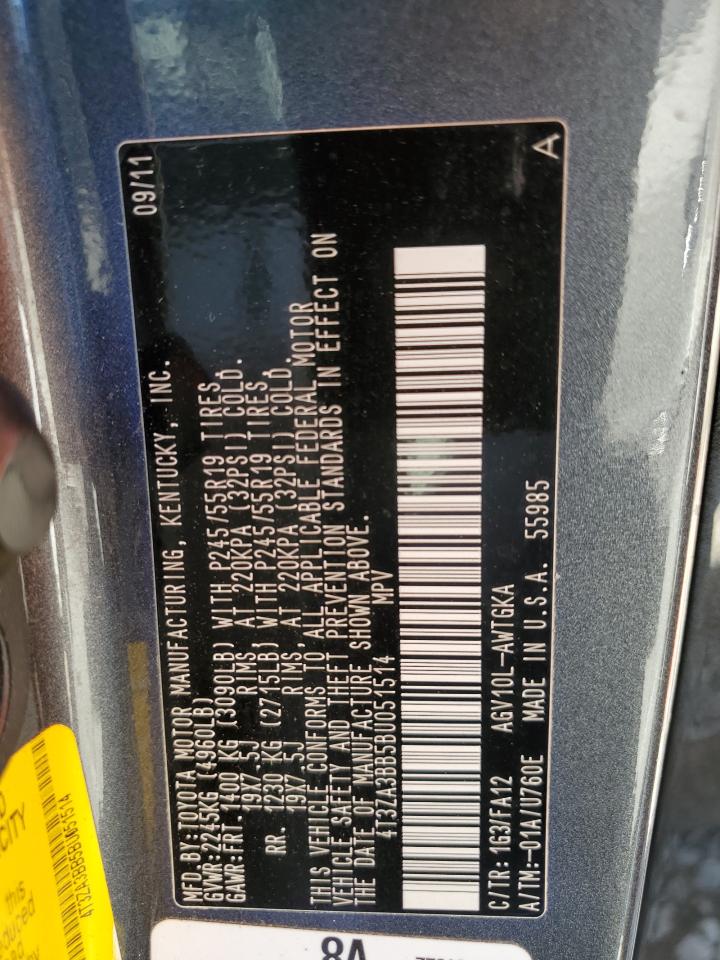 MFD. BY: TOYOTA MOTOR MANUFACTURING, KENTUCKY, INC. 09/11
GVWR: 2245KG (4960LB)
GAWR: FRT. 1400 KG (3090LB) WITH P245/55R19 TIRES,
19X7.5J RIMS, AT 220KPA (32PSI) COLD.
RR. 1230 KG (2715LB) WITH P245/55R19 TIRES,
19X7.5J RIMS, AT 220KPA (32PSI) COLD.
THIS VEHICLE CONFORMS TO ALL APPLICABLE FEDERAL MOTOR
VEHICLE SAFETY AND THEFT PREVENTION STANDARDS IN EFFECT ON
THE DATE OF MANUFACTURE SHOWN ABOVE.
4T3ZA3BB5BU051574 MPV
C/TR: 1G3/FA12 AGV10L-AWTGKA
A/TM: -01A/U760E MADE IN U.S.A. 55985 A
CITY
4T3ZA3BB5BU051574
this
8A